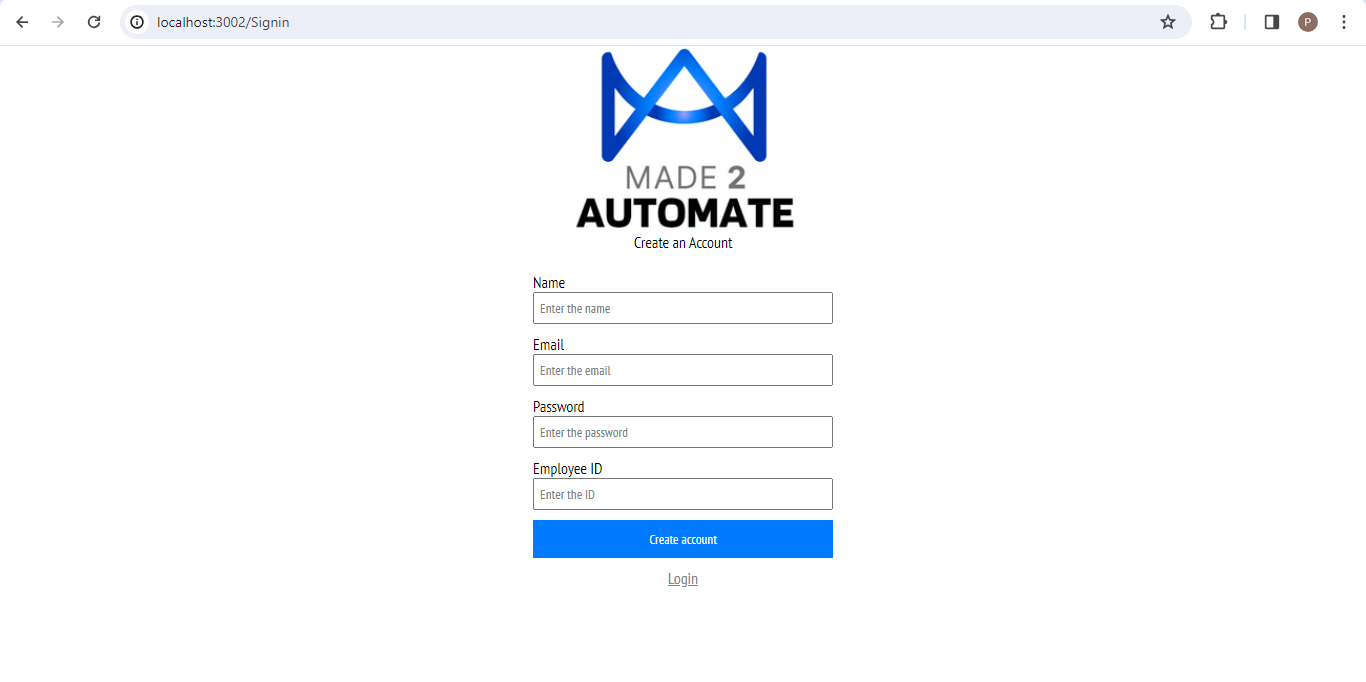 localhost:3002/Signin
P
MADE 2
AUTOMATE
Create an Account
Name
Enter the name
Email
Enter the email
Password
Enter the password
Employee ID
Enter the ID
Create account
Login